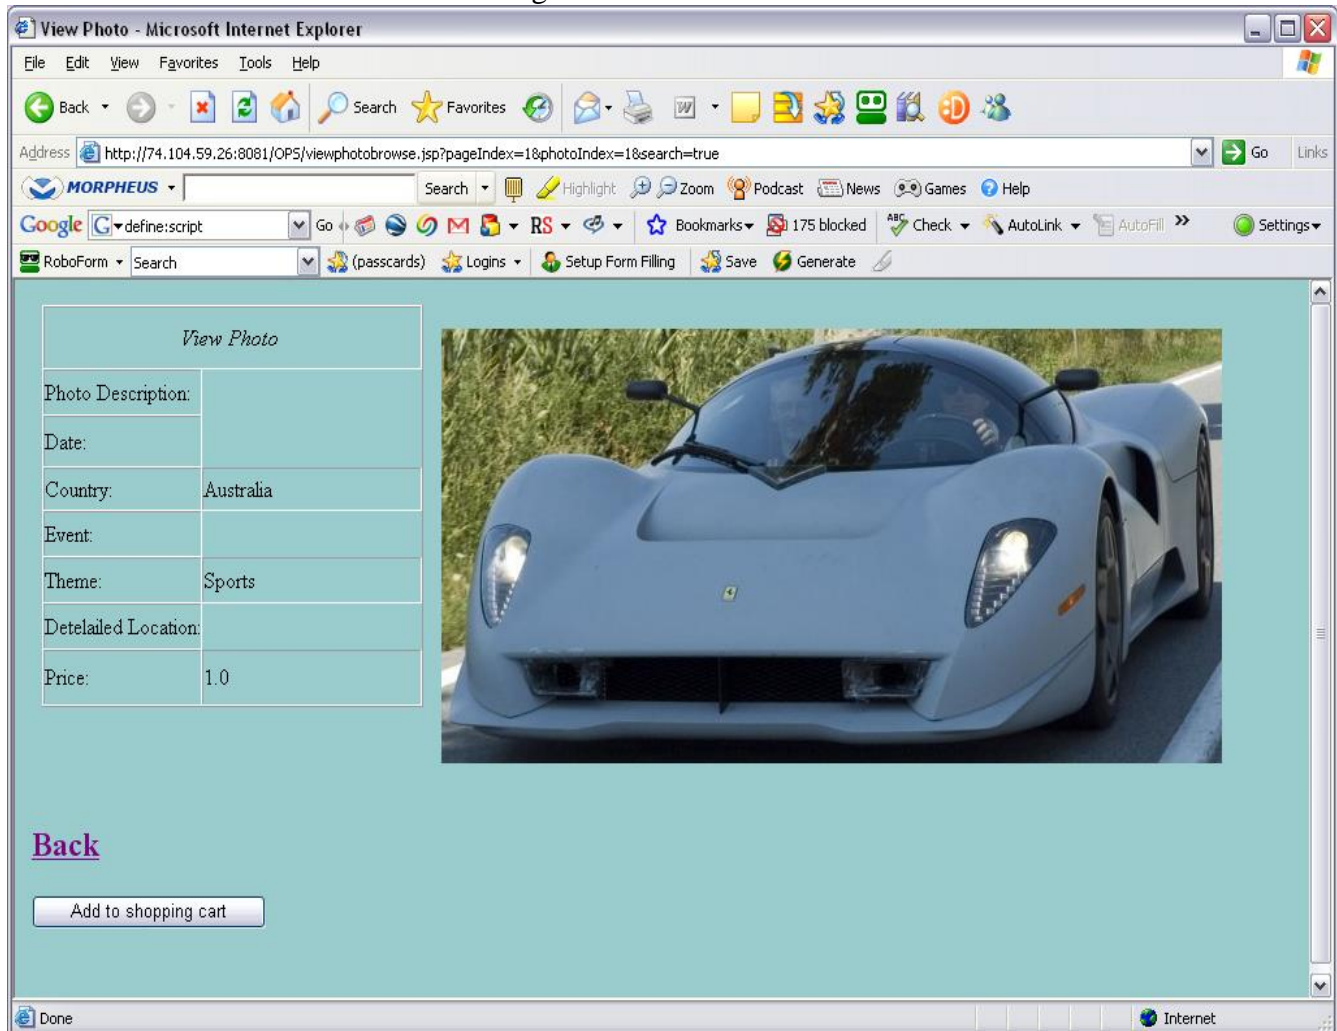 View Photo - Microsoft Internet Explorer
File Edit View Favorites Tools Help
Back Search Favorites
Address http://74.104.59.26:8081/OPS/viewphotobrowse.jsp?pageIndex=1&photoIndex=1&search=true Go Links
MORPHEUS Search Highlight Zoom Podcast News Games Help
Google G define:script Go RS Bookmarks 175 blocked ABC Check AutoLink AutoFill Settings
RoboForm Search (passcards) Logins Setup Form Filling Save Generate
View Photo
Photo Description:
Date:
Country: Australia
Event:
Theme: Sports
Detelailed Location:
Price: 1.0
Back
Add to shopping cart
Done Internet